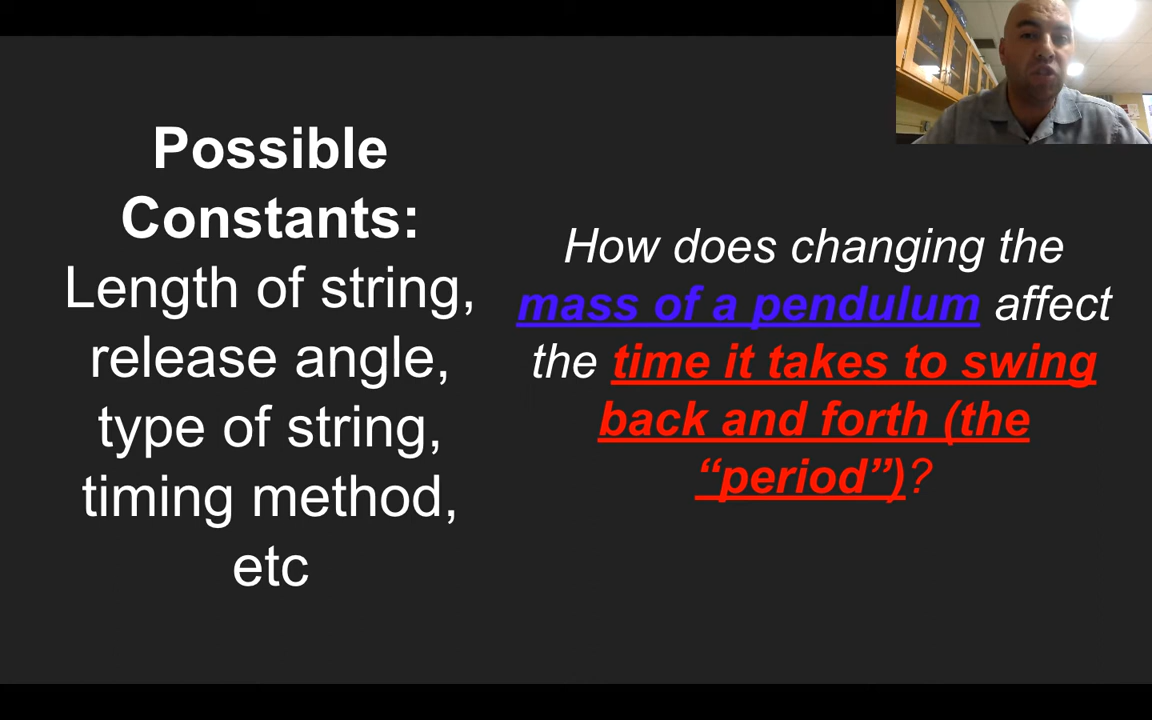 Possible
Constants:
Length of string,
release angle,
type of string,
timing method,
etc
How does changing the
mass of a pendulum affect
the time it takes to swing
back and forth (the
“period”)?